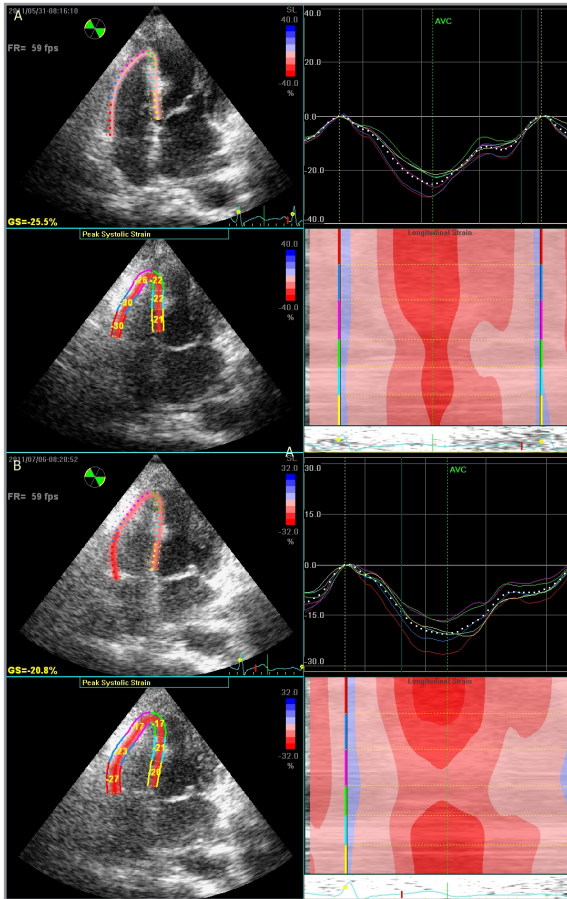 A
2011/05/31-08:16:10
FR= 59 fps
SL
40.0
-40.0
%
GS=-25.5%
40.0
AVC
20.0
0.0
-20.0
-40.0
Peak Systolic Strain
40.0
-40.0
%
-26
-22
-30
-22
-30
-21
Longitudinal Strain
A
B
2011/07/06-08:28:52
FR= 59 fps
SL
32.0
-32.0
%
GS=-20.8%
30.0
AVC
15.0
0.0
-15.0
-30.0
Peak Systolic Strain
32.0
-32.0
%
-17
-17
-21
-27
-20
Longitudinal Strain